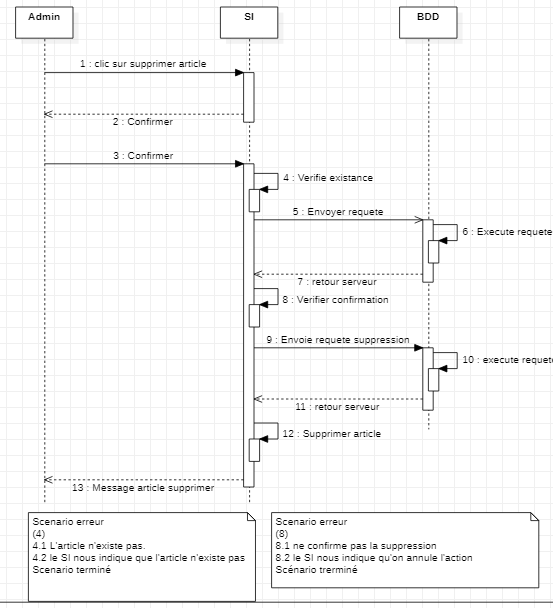 Admin
SI
BDD
1 : clic sur supprimer article
2 : Confirmer
3 : Confirmer
4 : Verifie existance
5 : Envoyer requete
6 : Execute requete
7 : retour serveur
8 : Verifier confirmation
9 : Envoie requete suppression
10 : execute requet
11 : retour serveur
12 : Supprimer article
13 : Message article supprimer
Scenario erreur
(4)
4.1 L'article n'existe pas.
4.2 le SI nous indique que l'article n'existe pas
Scenario terminé
Scenario erreur
(8)
8.1 ne confirme pas la suppression
8.2 le SI nous indique qu'on annule l'action
Scénario trerminé